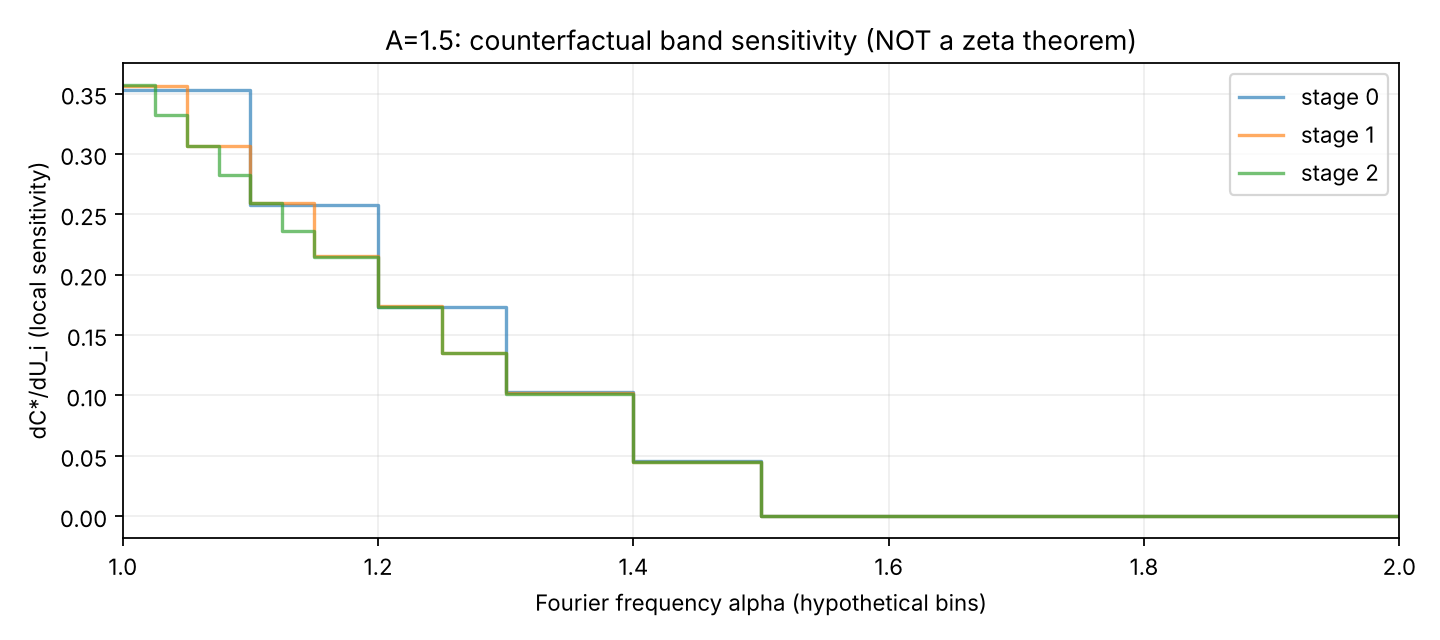 A=1.5: counterfactual band sensitivity (NOT a zeta theorem)
stage 0
stage 1
stage 2
dC*/dU_i (local sensitivity)
0.35
0.30
0.25
0.20
0.15
0.10
0.05
0.00
1.0 1.2 1.4 1.6 1.8 2.0
Fourier frequency alpha (hypothetical bins)